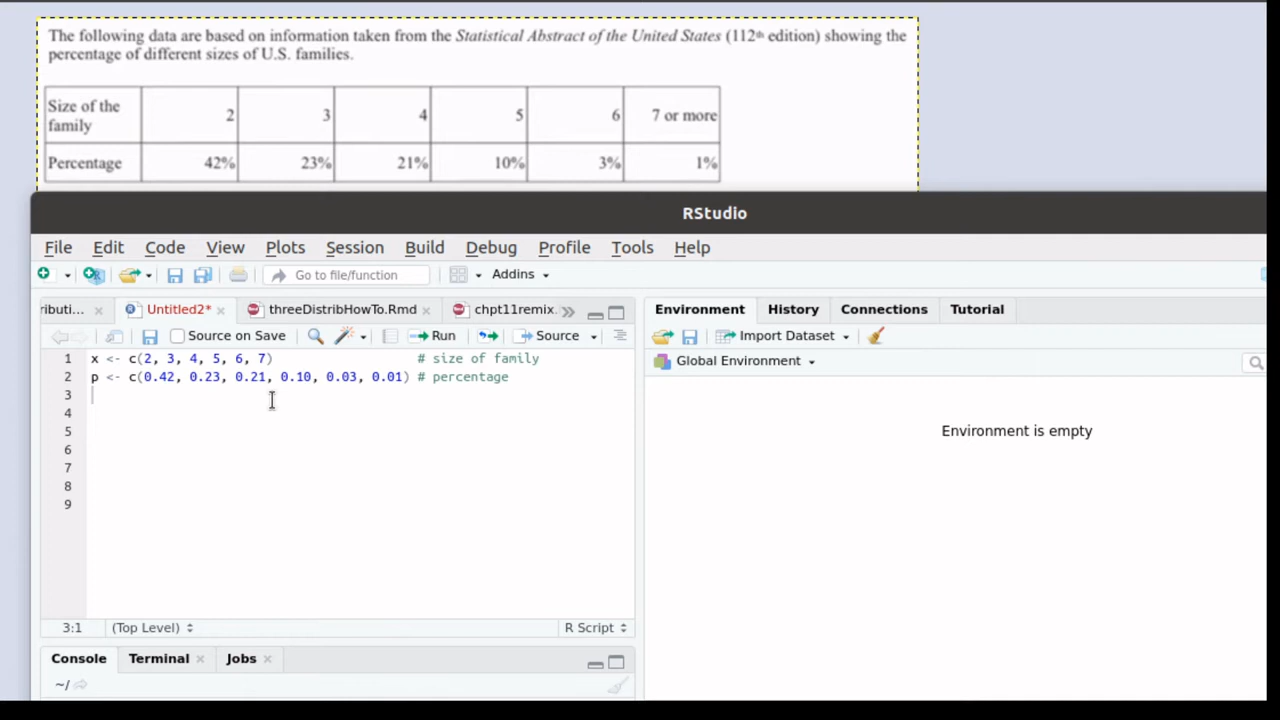 The following data are based on information taken from the Statistical Abstract of the United States (112th edition) showing the
percentage of different sizes of U.S. families.
Size of the family 2 3 4 5 6 7 or more
Percentage 42% 23% 21% 10% 3% 1%
RStudio
File Edit Code View Plots Session Build Debug Profile Tools Help
Go to file/function Addins
ributi... Untitled2* threeDistribHowTo.Rmd chpt11remix.
Source on Save Run Source
1 x <- c(2, 3, 4, 5, 6, 7) # size of family
2 p <- c(0.42, 0.23, 0.21, 0.10, 0.03, 0.01) # percentage
3
4
5
6
7
8
9
3:1 (Top Level) R Script
Console Terminal Jobs
~/
Environment History Connections Tutorial
Import Dataset
Global Environment
Environment is empty